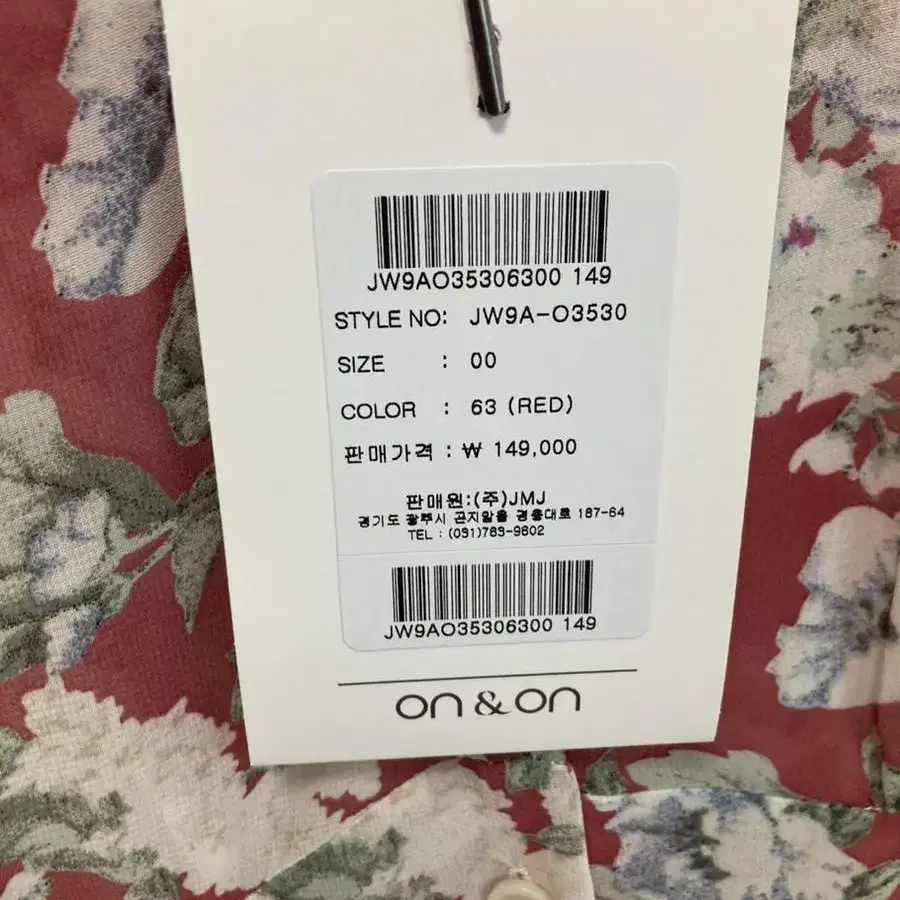 JW9AO35306300 149
STYLE NO: JW9A-O3530
SIZE : 00
COLOR : 63 (RED)
판매가격 : ₩ 149,000
판매원:(주)JMJ
경기도 광주시 곤지암읍 경충대로 187-64
TEL : (031)763-9602
JW9AO35306300 149
on&on